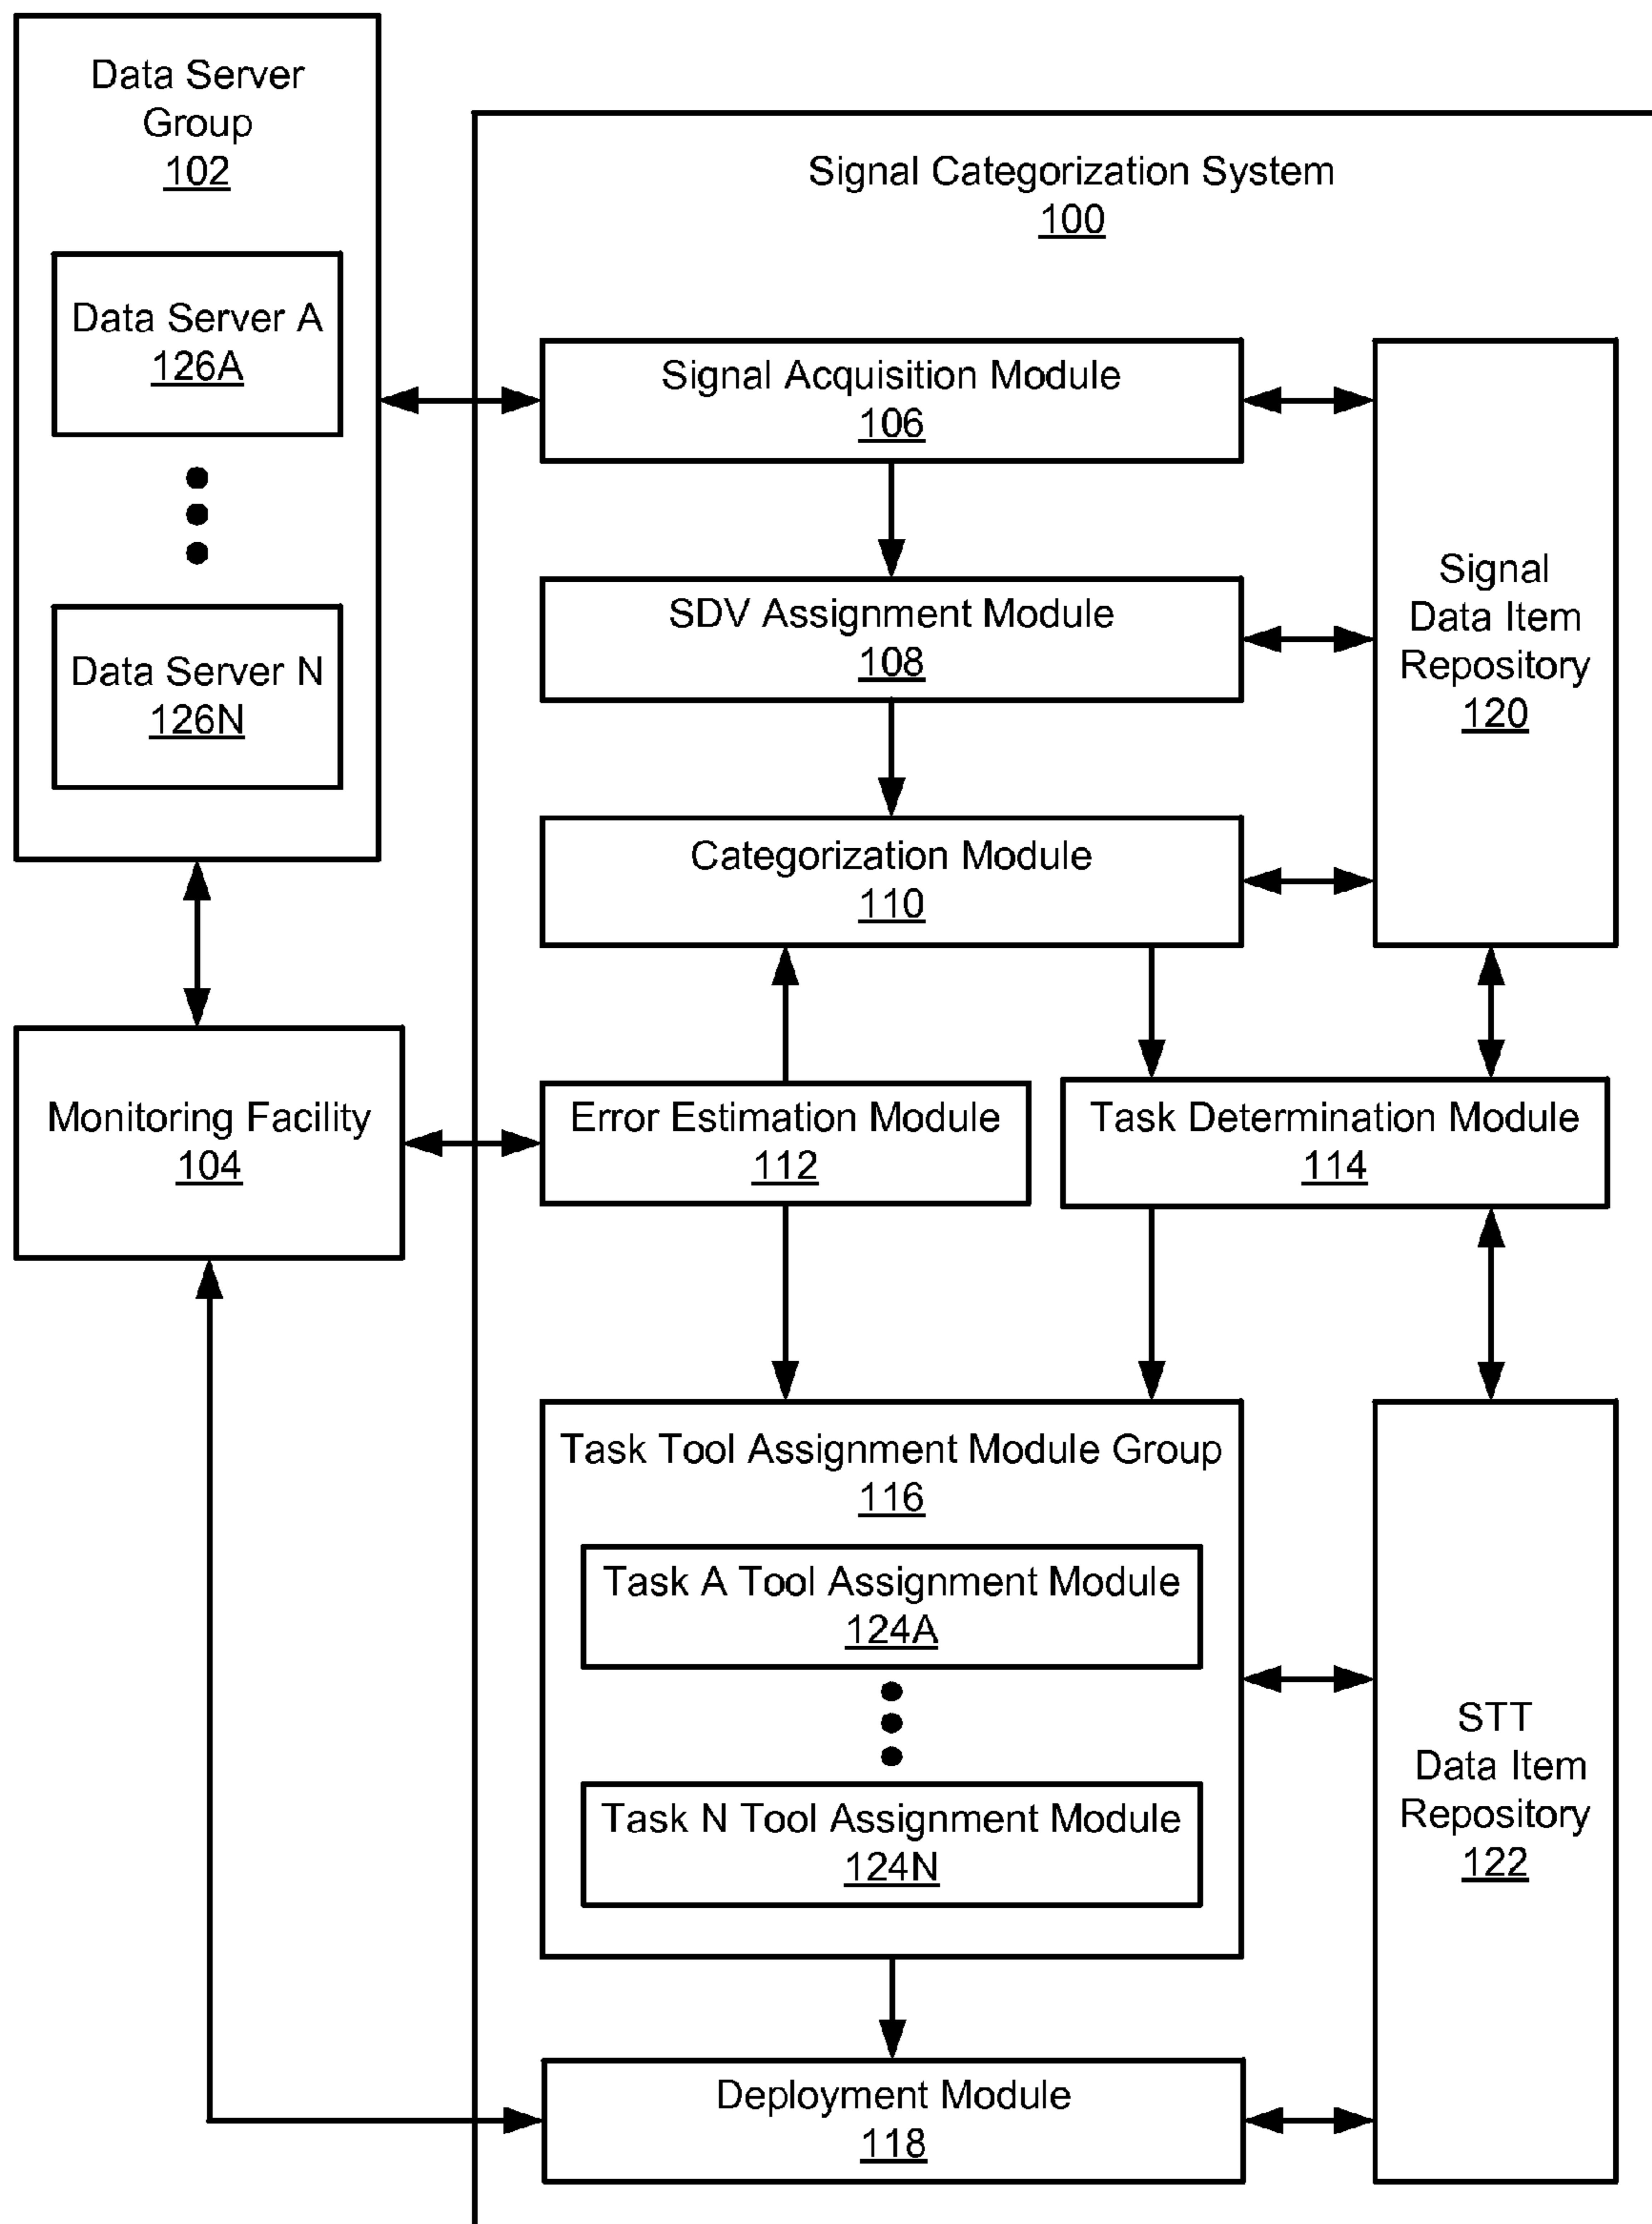 Data Server
Group
102
Data Server A
126A
Data Server N
126N
Monitoring Facility
104
Signal Categorization System
100
Signal Acquisition Module
106
SDV Assignment Module
108
Categorization Module
110
Signal
Data Item
Repository
120
Error Estimation Module
112
Task Determination Module
114
Task Tool Assignment Module Group
116
Task A Tool Assignment Module
124A
Task N Tool Assignment Module
124N
STT
Data Item
Repository
122
Deployment Module
118